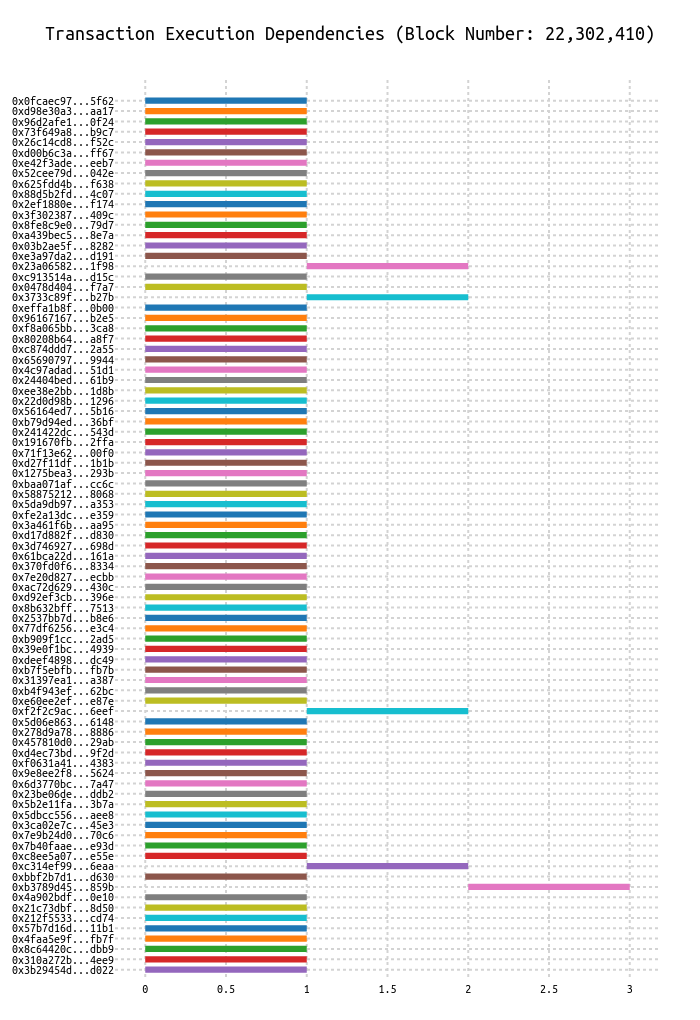 Transaction Execution Dependencies (Block Number: 22,302,410)
0x0fcaec97...5f62
0xd98e30a3...aa17
0x96d2afe1...0f24
0x73f649a8...b9c7
0x26c14cd8...f52c
0xd00b6c3a...ff67
0xe42f3ade...eeb7
0x52cee79d...042e
0x625fdd4b...f638
0x88d5b2fd...4c07
0x2ef1880e...f174
0x3f302387...409c
0x8fe8c9e0...79d7
0xa439bec5...8e7a
0x03b2ae5f...8282
0xe3a97da2...d191
0x23a06582...1f98
0xc913514a...d15c
0x0478d404...f7a7
0x3733c89f...b27b
0xeffa1b8f...0b00
0x96167167...b2e5
0xf8a065bb...3ca8
0x80208b64...a8f7
0xc874ddd7...2a55
0x65690797...9944
0x4c97adad...51d1
0x24404bed...61b9
0xee38e2bb...1d8b
0x22d0d98b...1296
0x56164ed7...5b16
0xb79d94ed...36bf
0x241422dc...543d
0x191670fb...2ffa
0x71f13e62...00f0
0xd27f11df...1b1b
0x1275bea3...293b
0xbaa071af...cc6c
0x58875212...8068
0x5da9db97...a353
0xfe2a13dc...e359
0x3a461f6b...aa95
0xd17d882f...d830
0x3d746927...698d
0x61bca22d...161a
0x370fd0f6...8334
0x7e20d827...ecbb
0xac72d629...430c
0xd92ef3cb...396e
0x8b632bff...7513
0x2537bb7d...b8e6
0x77df6256...e3c4
0xb909f1cc...2ad5
0x39e0f1bc...4939
0xdeef4898...dc49
0xb7f5ebfb...fb7b
0x31397ea1...a387
0xb4f943ef...62bc
0xe60ee2ef...e87e
0xf2f2c9ac...6eef
0x5d06e863...6148
0x278d9a78...8886
0x457810d0...29ab
0xd4ec73bd...9f2d
0xf0631a41...4383
0x9e8ee2f8...5624
0x6d3770bc...7a47
0x23be06de...ddb2
0x5b2e11fa...3b7a
0x5dbcc556...aee8
0x3ca02e7c...45e3
0x7e9b24d0...70c6
0x7b40faae...e93d
0xc8ee5a07...e55e
0xc314ef99...6eaa
0xbbf2b7d1...d630
0xb3789d45...859b
0x4a902bdf...0e10
0x21c73dbf...8d50
0x212f5533...cd74
0x57b7d16d...11b1
0x4faa5e9f...fb7f
0x8c64420c...dbb9
0x310a272b...4ee9
0x3b29454d...d022
0 0.5 1 1.5 2 2.5 3